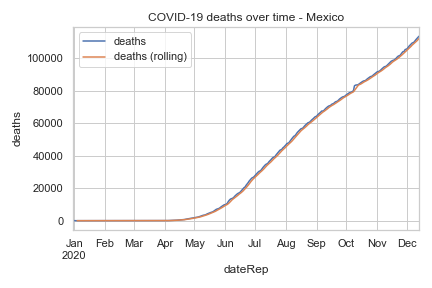 COVID-19 deaths over time - Mexico
deaths
deaths (rolling)
100000
80000
60000
40000
20000
0
deaths
Jan Feb Mar Apr May Jun Jul Aug Sep Oct Nov Dec
2020
dateRep